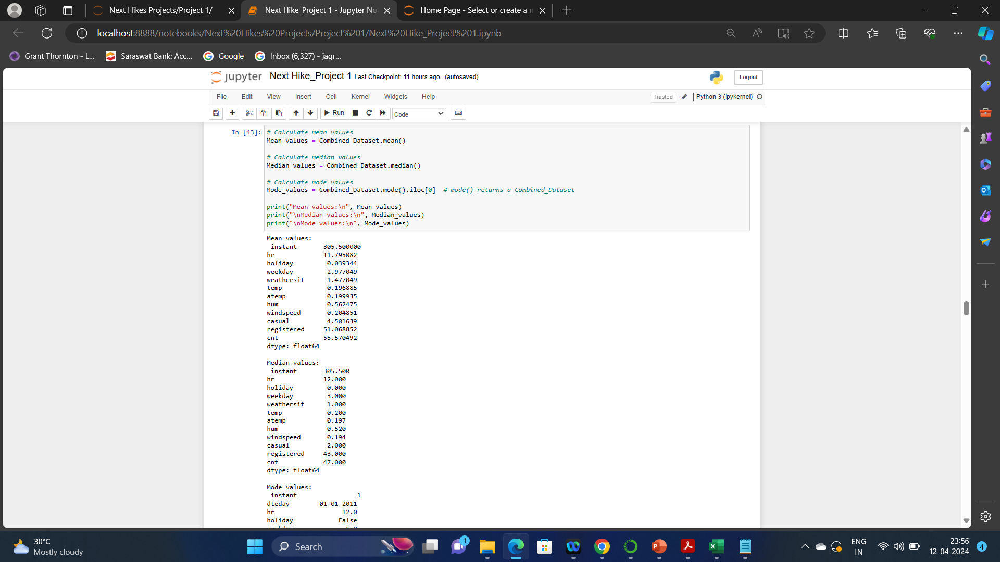 Next Hikes Projects/Project 1/
Next Hike_Project 1 - Jupyter No
Home Page - Select or create a n
localhost:8888/notebooks/Next%20Hikes%20Projects/Project%201/Next%20Hike_Project%201.ipynb
Grant Thornton - L...
Saraswat Bank: Acc...
Google
Inbox (6,327) - jagr...
jupyter Next Hike_Project 1 Last Checkpoint: 11 hours ago (autosaved)
Logout
File Edit View Insert Cell Kernel Widgets Help
Trusted
Python 3 (ipykernel)
Run
Code
In [43]:
# Calculate mean values
Mean_values = Combined_Dataset.mean()
# Calculate median values
Median_values = Combined_Dataset.median()
# Calculate mode values
Mode_values = Combined_Dataset.mode().iloc[0]  # mode() returns a Combined_Dataset
print("Mean values:\n", Mean_values)
print("\nMedian values:\n", Median_values)
print("\nMode values:\n", Mode_values)
Mean values:
instant 305.500000
hr 11.795082
holiday 0.039344
weekday 2.977049
weathersit 1.477049
temp 0.196885
atemp 0.199935
hum 0.562475
windspeed 0.204851
casual 4.501639
registered 51.068852
cnt 55.570492
dtype: float64
Median values:
instant 305.500
hr 12.000
holiday 0.000
weekday 3.000
weathersit 1.000
temp 0.200
atemp 0.197
hum 0.520
windspeed 0.194
casual 2.000
registered 43.000
cnt 47.000
dtype: float64
Mode values:
instant 1
dteday 01-01-2011
hr 12.0
holiday False
30°C
Mostly cloudy
Search
1
ENG
IN
23:56
12-04-2024
4